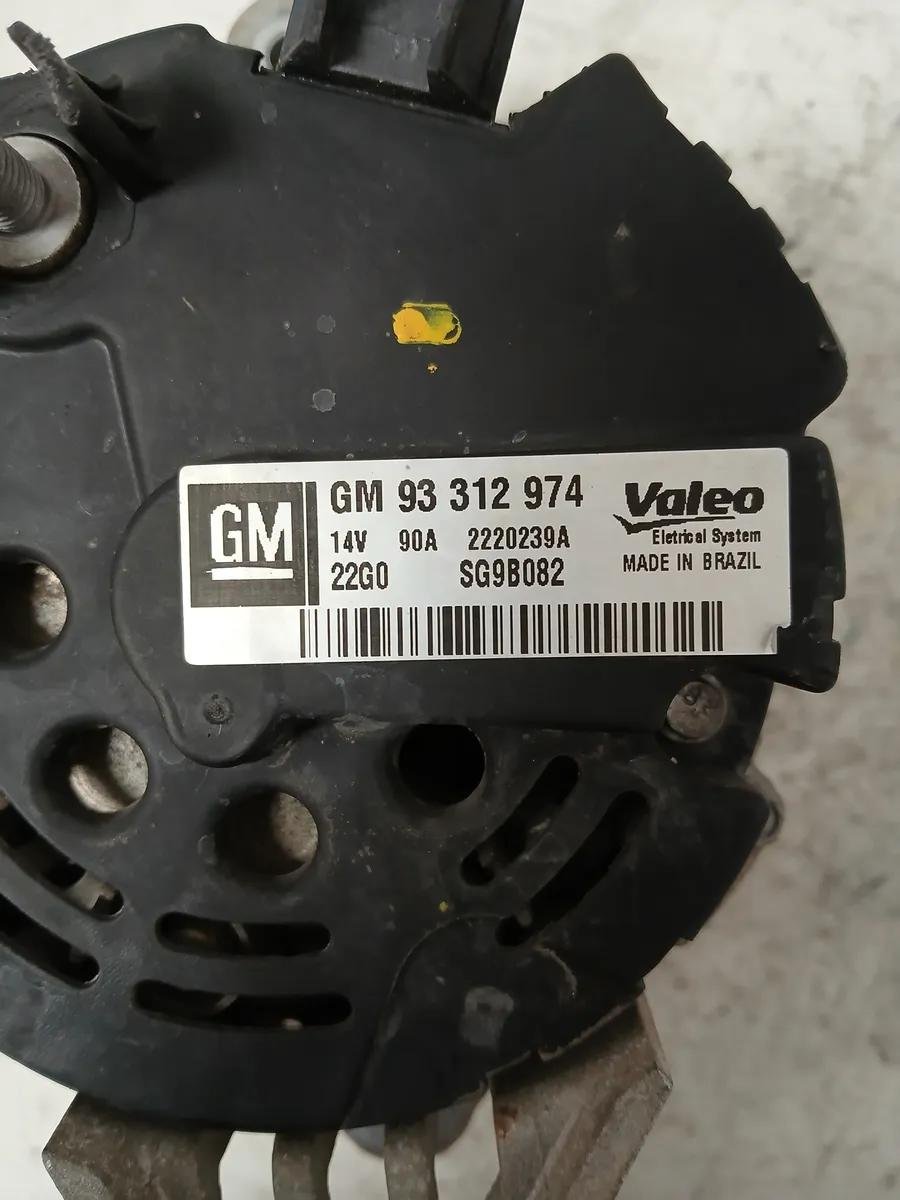 GM
GM 93 312 974
14V 90A 2220239A
22G0 SG9B082
Valeo
Eletrical System
MADE IN BRAZIL